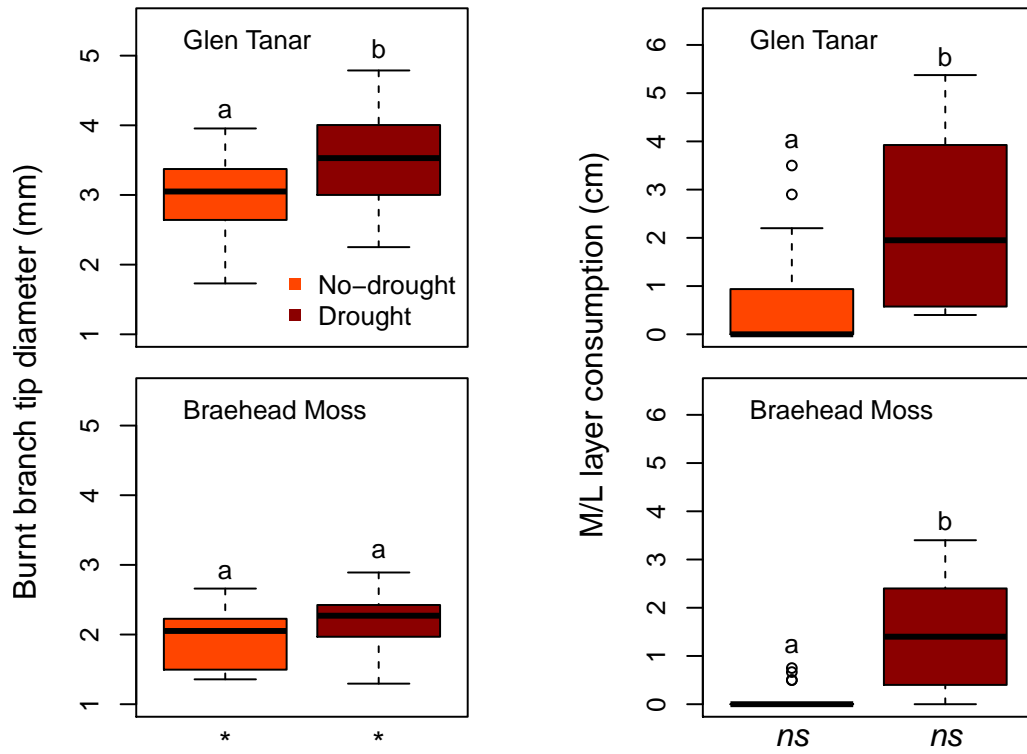 Burnt branch tip diameter (mm)
Glen Tanar
5
4
3
2
1
a
b
No−drought
Drought
Braehead Moss
5
4
3
2
1
a
a
*
*
M/L layer consumption (cm)
Glen Tanar
6
5
4
3
2
1
0
a
b
Braehead Moss
6
5
4
3
2
1
0
a
b
ns
ns